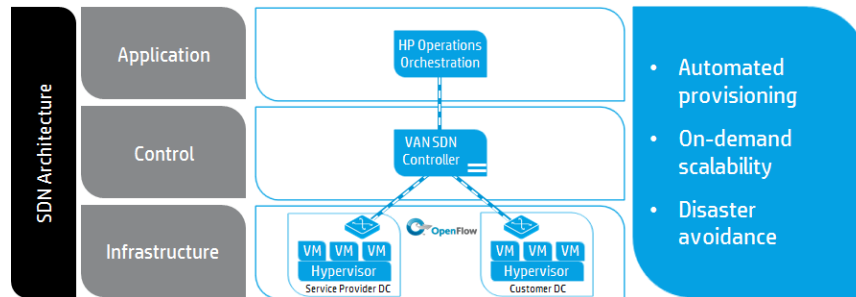 SDN Architecture
Application
HP Operations
Orchestration
Control
VAN SDN
Controller
Infrastructure
OpenFlow
VM VM VM
Hypervisor
Service Provider DC
VM VM VM
Hypervisor
Customer DC
• Automated
provisioning
• On-demand
scalability
• Disaster
avoidance